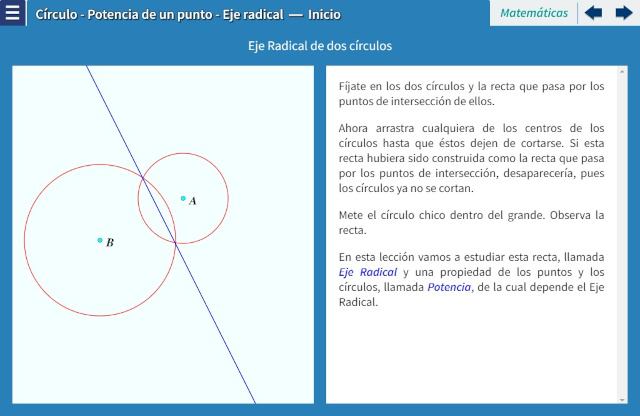 Círculo - Potencia de un punto - Eje radical — Inicio
Matemáticas
Eje Radical de dos círculos
A
B
Fíjate en los dos círculos y la recta que pasa por los
puntos de intersección de ellos.
Ahora arrastra cualquiera de los centros de los
círculos hasta que éstos dejen de cortarse. Si esta
recta hubiera sido construida como la recta que pasa
por los puntos de intersección, desaparecería, pues
los círculos ya no se cortan.
Mete el círculo chico dentro del grande. Observa la
recta.
En esta lección vamos a estudiar esta recta, llamada
Eje Radical y una propiedad de los puntos y los
círculos, llamada Potencia, de la cual depende el Eje
Radical.